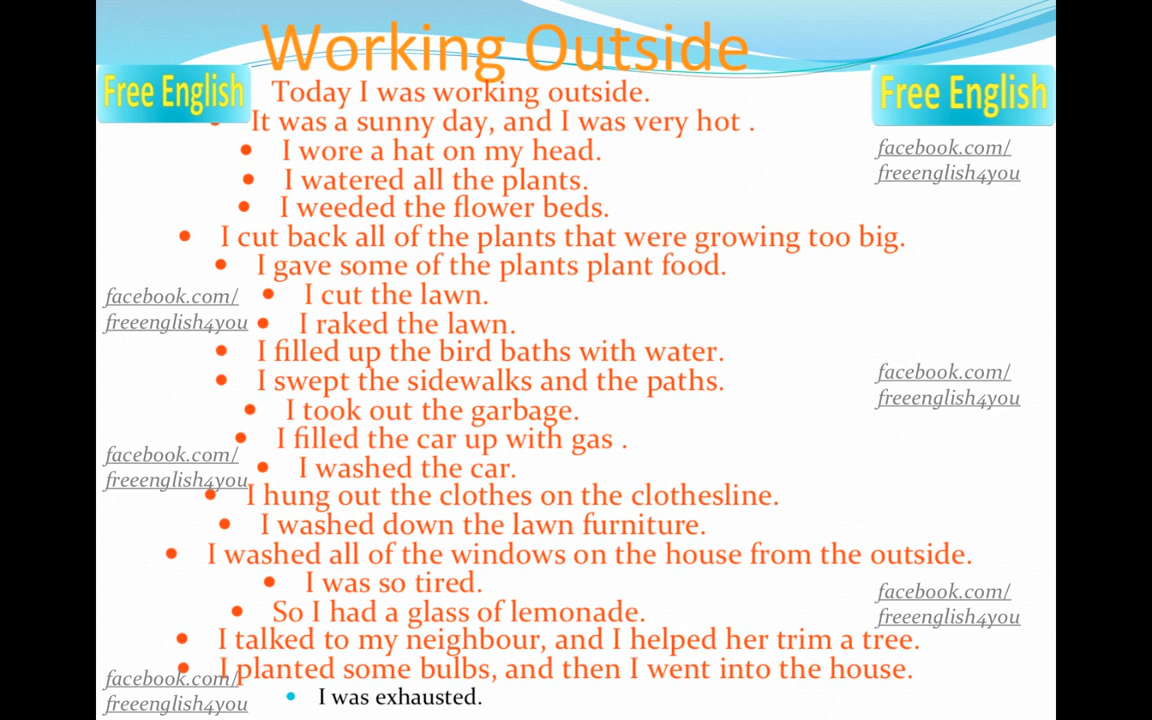 Working Outside
Free English
Free English
Today I was working outside.
It was a sunny day, and I was very hot .
I wore a hat on my head.
facebook.com/
freeenglish4you
I watered all the plants.
I weeded the flower beds.
I cut back all of the plants that were growing too big.
I gave some of the plants plant food.
facebook.com/
freeenglish4you
I cut the lawn.
I raked the lawn.
I filled up the bird baths with water.
I swept the sidewalks and the paths.
facebook.com/
freeenglish4you
I took out the garbage.
I filled the car up with gas .
facebook.com/
freeenglish4you
I washed the car.
I hung out the clothes on the clothesline.
I washed down the lawn furniture.
I washed all of the windows on the house from the outside.
I was so tired.
facebook.com/
freeenglish4you
So I had a glass of lemonade.
I talked to my neighbour, and I helped her trim a tree.
I planted some bulbs, and then I went into the house.
facebook.com/
freeenglish4you
I was exhausted.